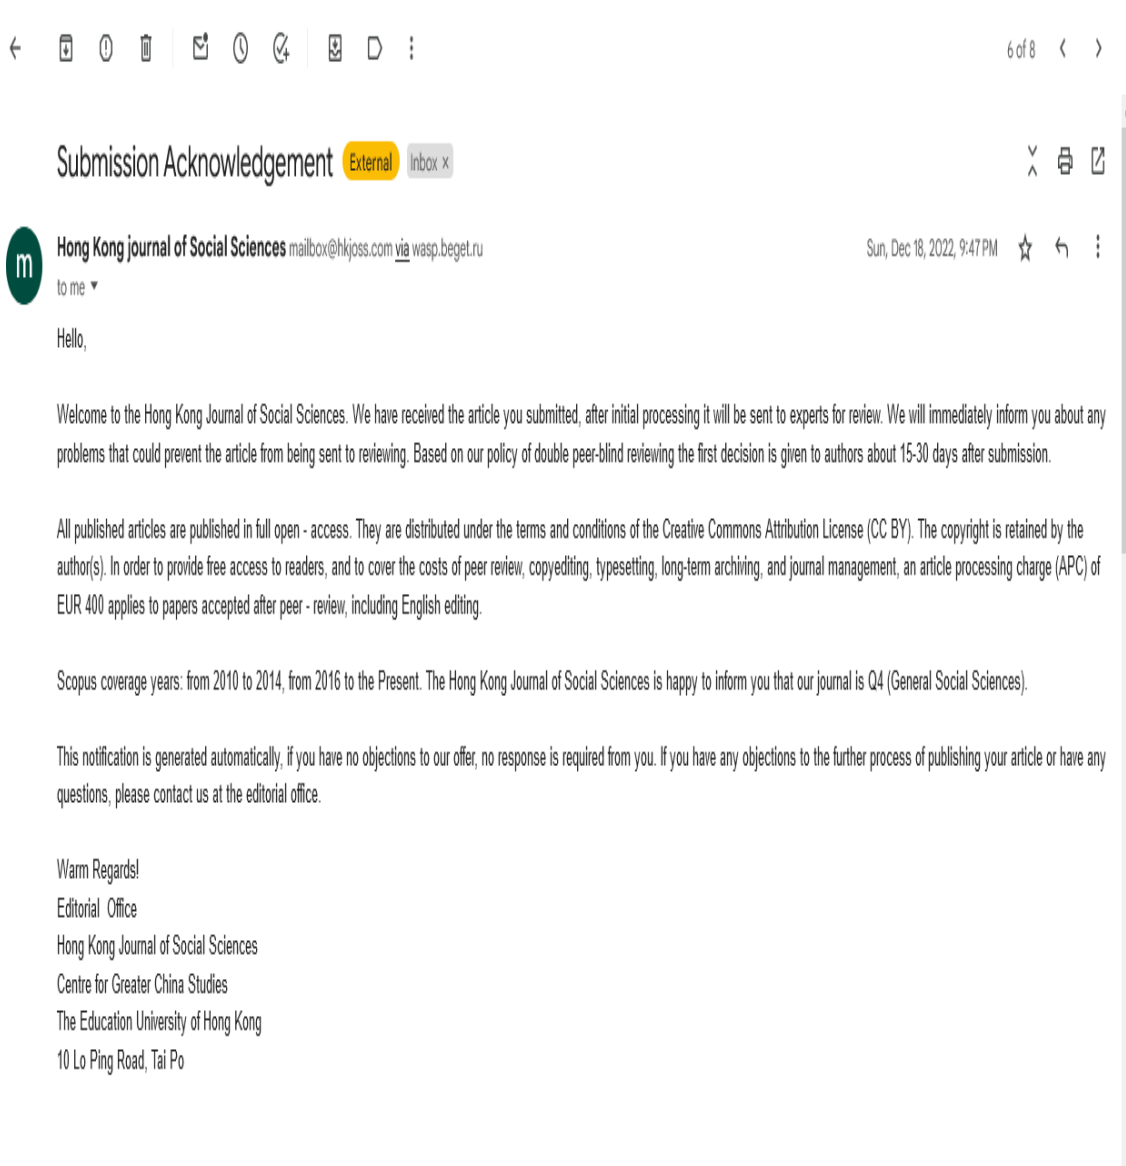 6 of 8
Submission Acknowledgement External Inbox ×
m
Hong Kong journal of Social Sciences mailbox@hkjoss.com via wasp.beget.ru Sun, Dec 18, 2022, 9:47 PM
to me
Hello,
Welcome to the Hong Kong Journal of Social Sciences. We have received the article you submitted, after initial processing it will be sent to experts for review. We will immediately inform you about any
problems that could prevent the article from being sent to reviewing. Based on our policy of double peer-blind reviewing the first decision is given to authors about 15-30 days after submission.
All published articles are published in full open - access. They are distributed under the terms and conditions of the Creative Commons Attribution License (CC BY). The copyright is retained by the
author(s). In order to provide free access to readers, and to cover the costs of peer review, copyediting, typesetting, long-term archiving, and journal management, an article processing charge (APC) of
EUR 400 applies to papers accepted after peer - review, including English editing.
Scopus coverage years: from 2010 to 2014, from 2016 to the Present. The Hong Kong Journal of Social Sciences is happy to inform you that our journal is Q4 (General Social Sciences).
This notification is generated automatically, if you have no objections to our offer, no response is required from you. If you have any objections to the further process of publishing your article or have any
questions, please contact us at the editorial office.
Warm Regards!
Editorial Office
Hong Kong Journal of Social Sciences
Centre for Greater China Studies
The Education University of Hong Kong
10 Lo Ping Road, Tai Po